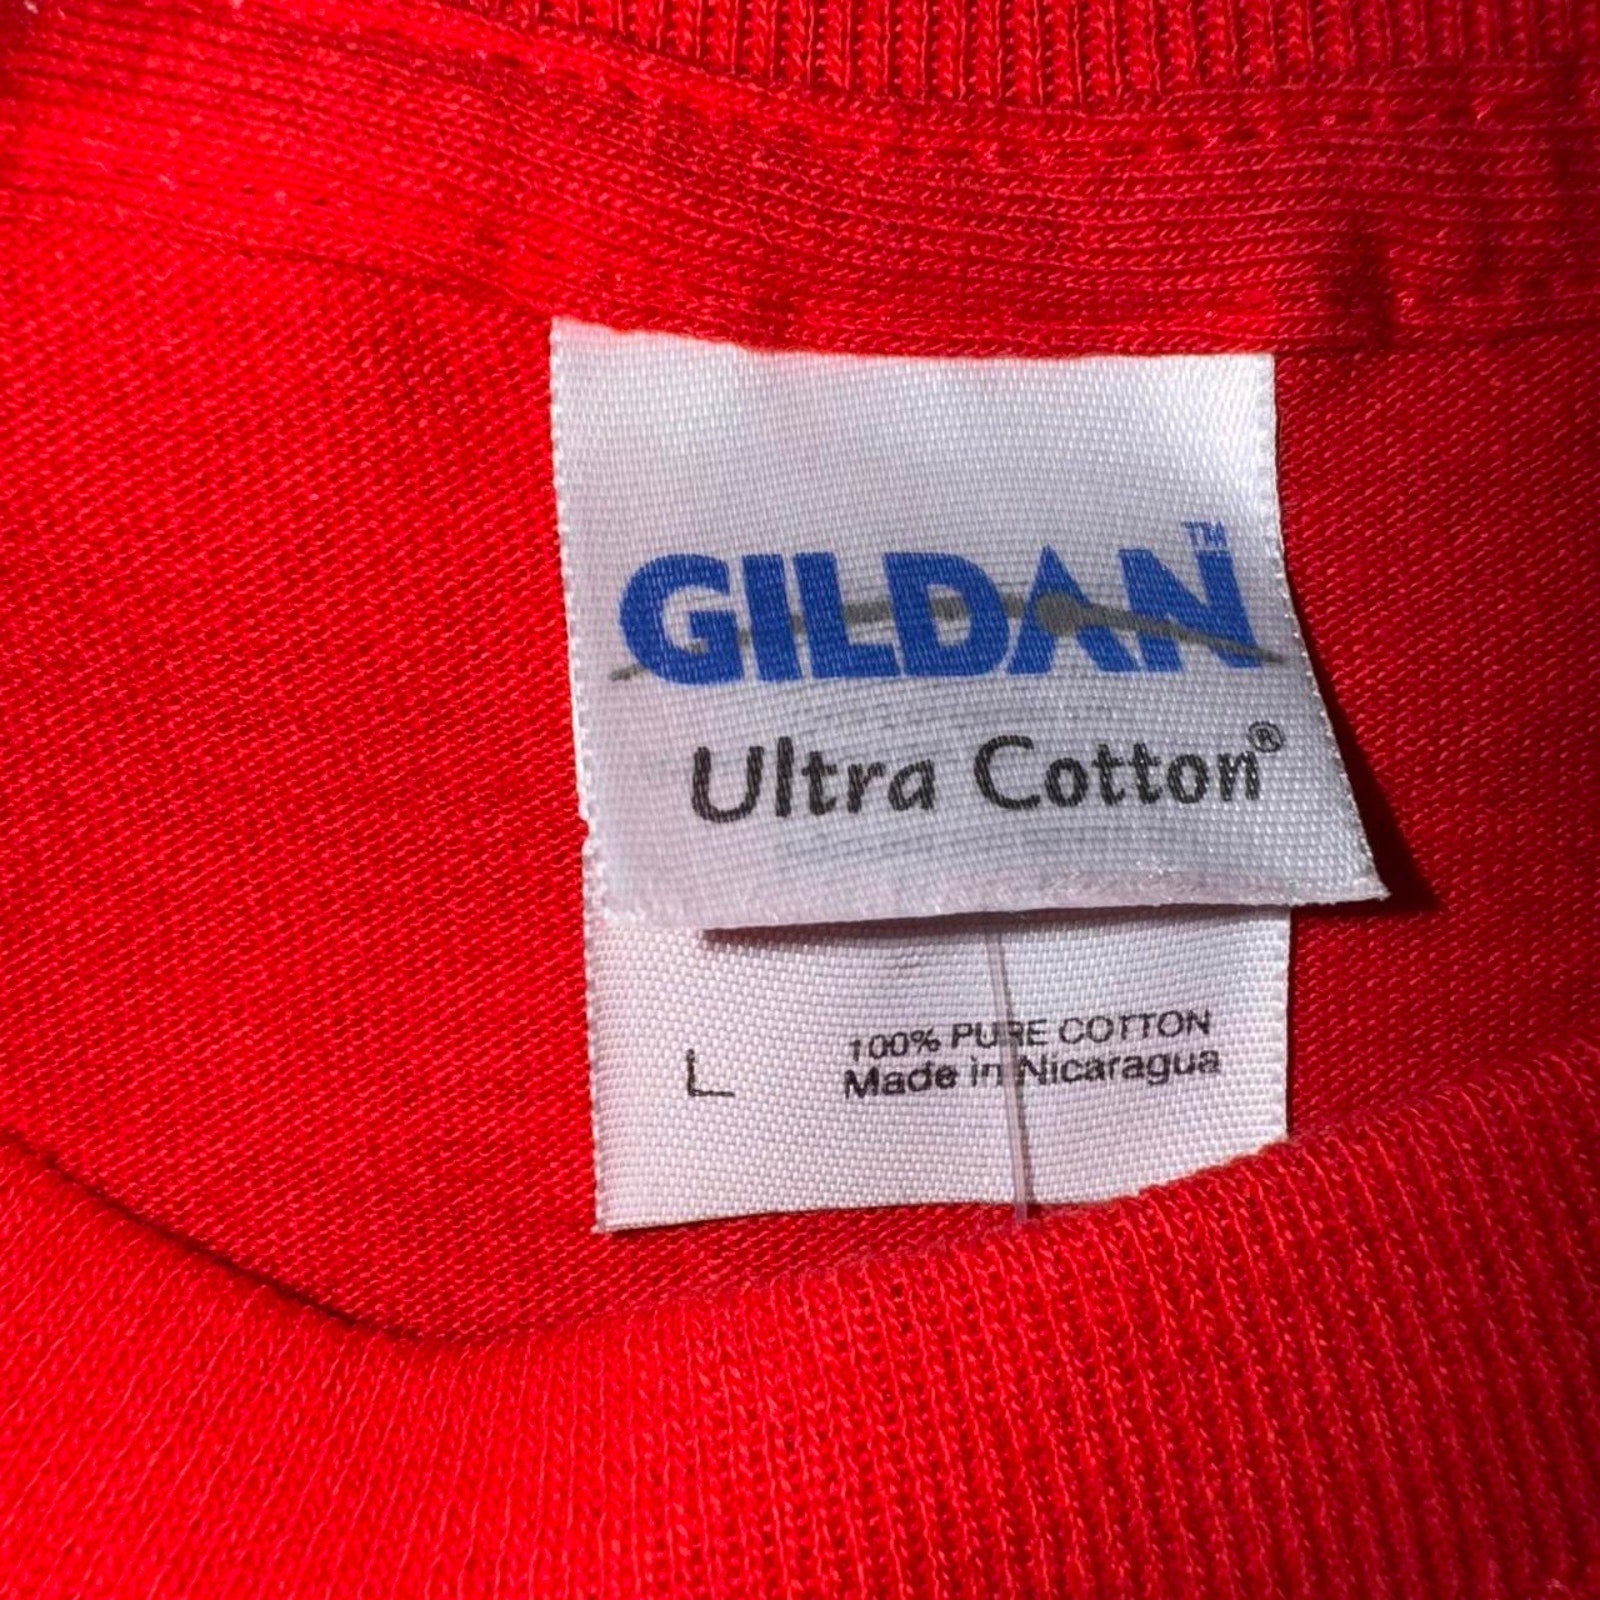 GILDAN™
Ultra Cotton®
L
100% PURE COTTON
Made in Nicaragua